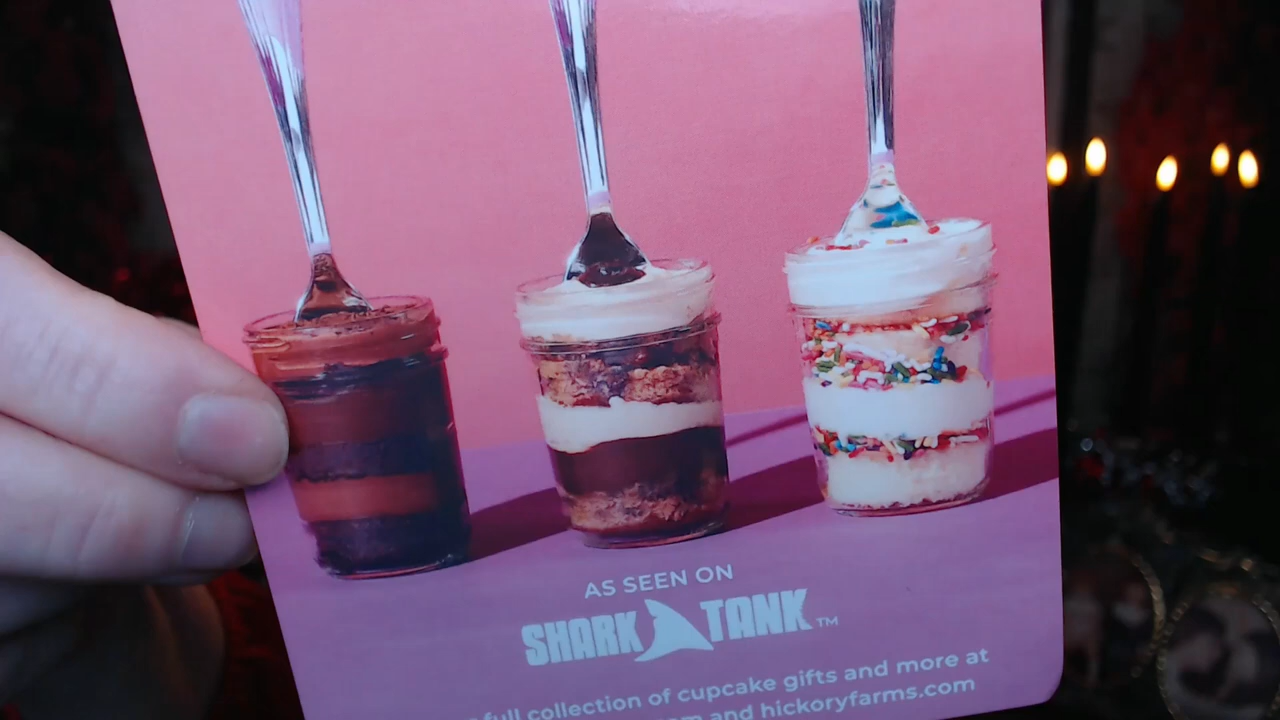 AS SEEN ON
SHARK TANK™
full collection of cupcake gifts and more at
and hickoryfarms.com